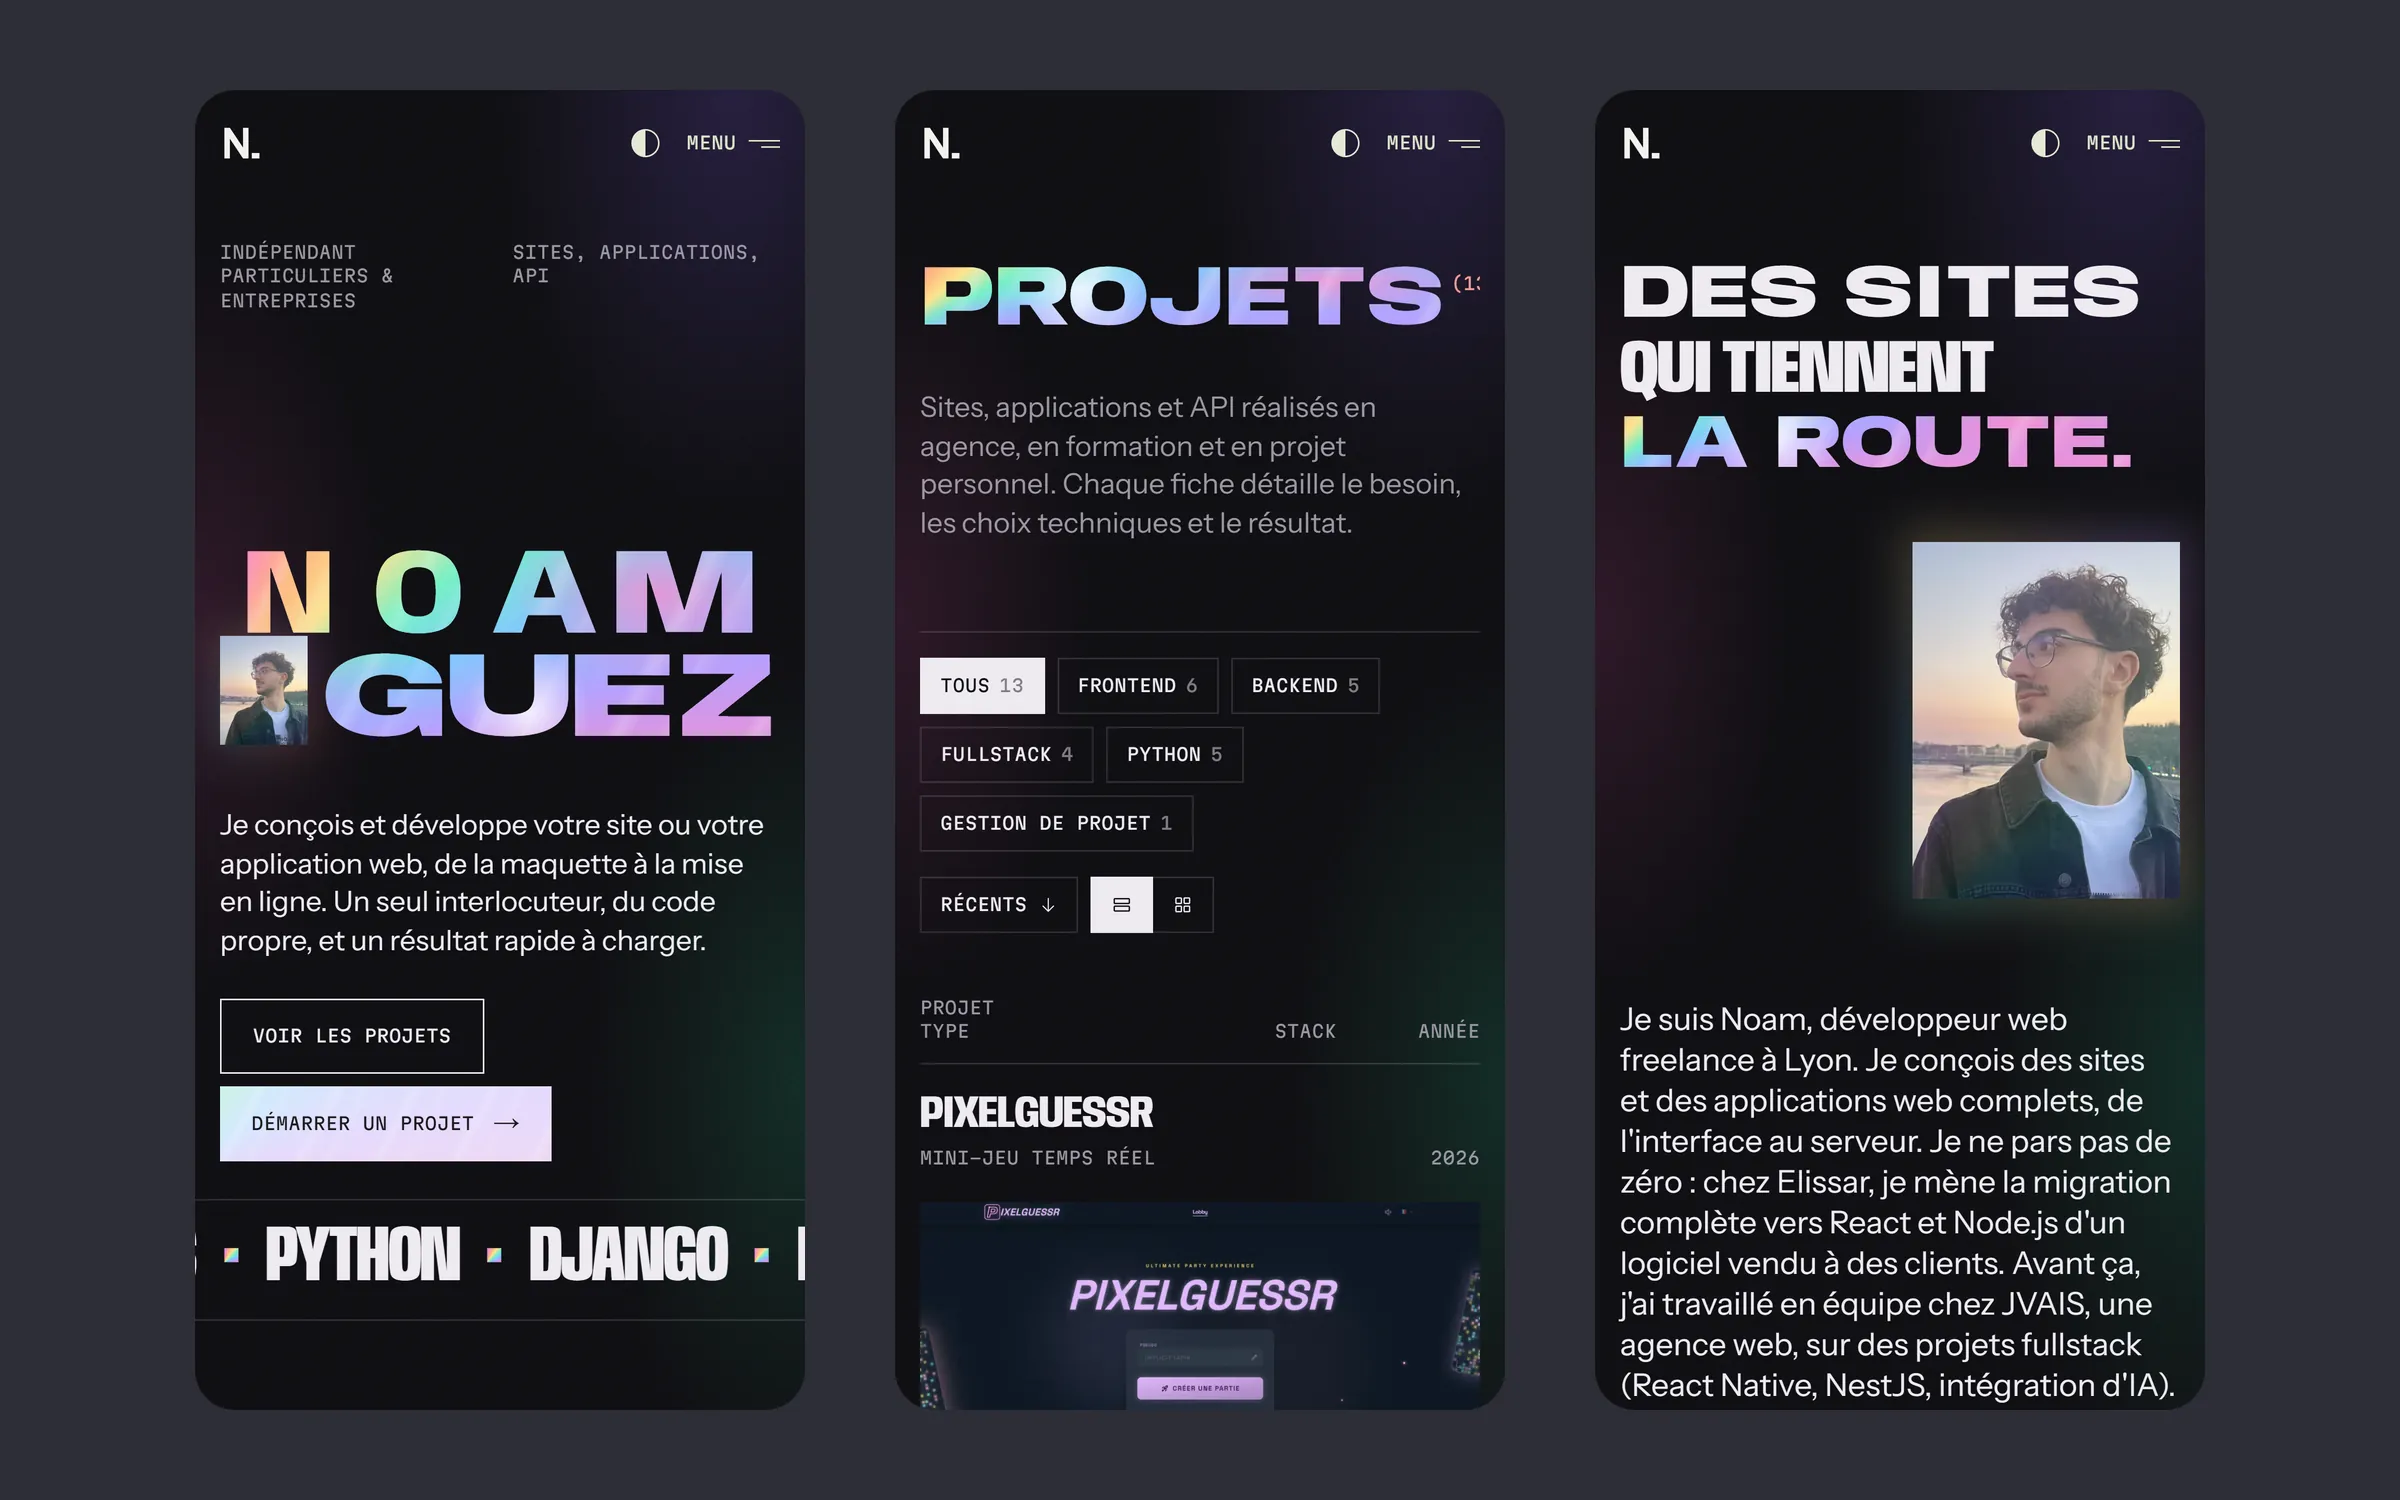 N.
MENU
INDÉPENDANT
PARTICULIERS &
ENTREPRISES
SITES, APPLICATIONS,
API
NOAM
GUEZ
Je conçois et développe votre site ou votre
application web, de la maquette à la mise
en ligne. Un seul interlocuteur, du code
propre, et un résultat rapide à charger.
VOIR LES PROJETS
DÉMARRER UN PROJET →
PYTHON ▪ DJANGO
N.
MENU
PROJETS
Sites, applications et API réalisés en
agence, en formation et en projet
personnel. Chaque fiche détaille le besoin,
les choix techniques et le résultat.
TOUS 13 FRONTEND 6 BACKEND 5
FULLSTACK 4 PYTHON 5
GESTION DE PROJET 1
RÉCENTS ↓
PROJET
TYPE STACK ANNÉE
PIXELGUESSR
MINI-JEU TEMPS RÉEL 2026
PIXELGUESSR Lobby
ULTIMATE PARTY EXPERIENCE
PIXELGUESSR
CRÉER UNE PARTIE
N.
MENU
DES SITES
QUI TIENNENT
LA ROUTE.
Je suis Noam, développeur web
freelance à Lyon. Je conçois des sites
et des applications web complets, de
l'interface au serveur. Je ne pars pas de
zéro : chez Elissar, je mène la migration
complète vers React et Node.js d'un
logiciel vendu à des clients. Avant ça,
j'ai travaillé en équipe chez JVAIS, une
agence web, sur des projets fullstack
(React Native, NestJS, intégration d'IA).